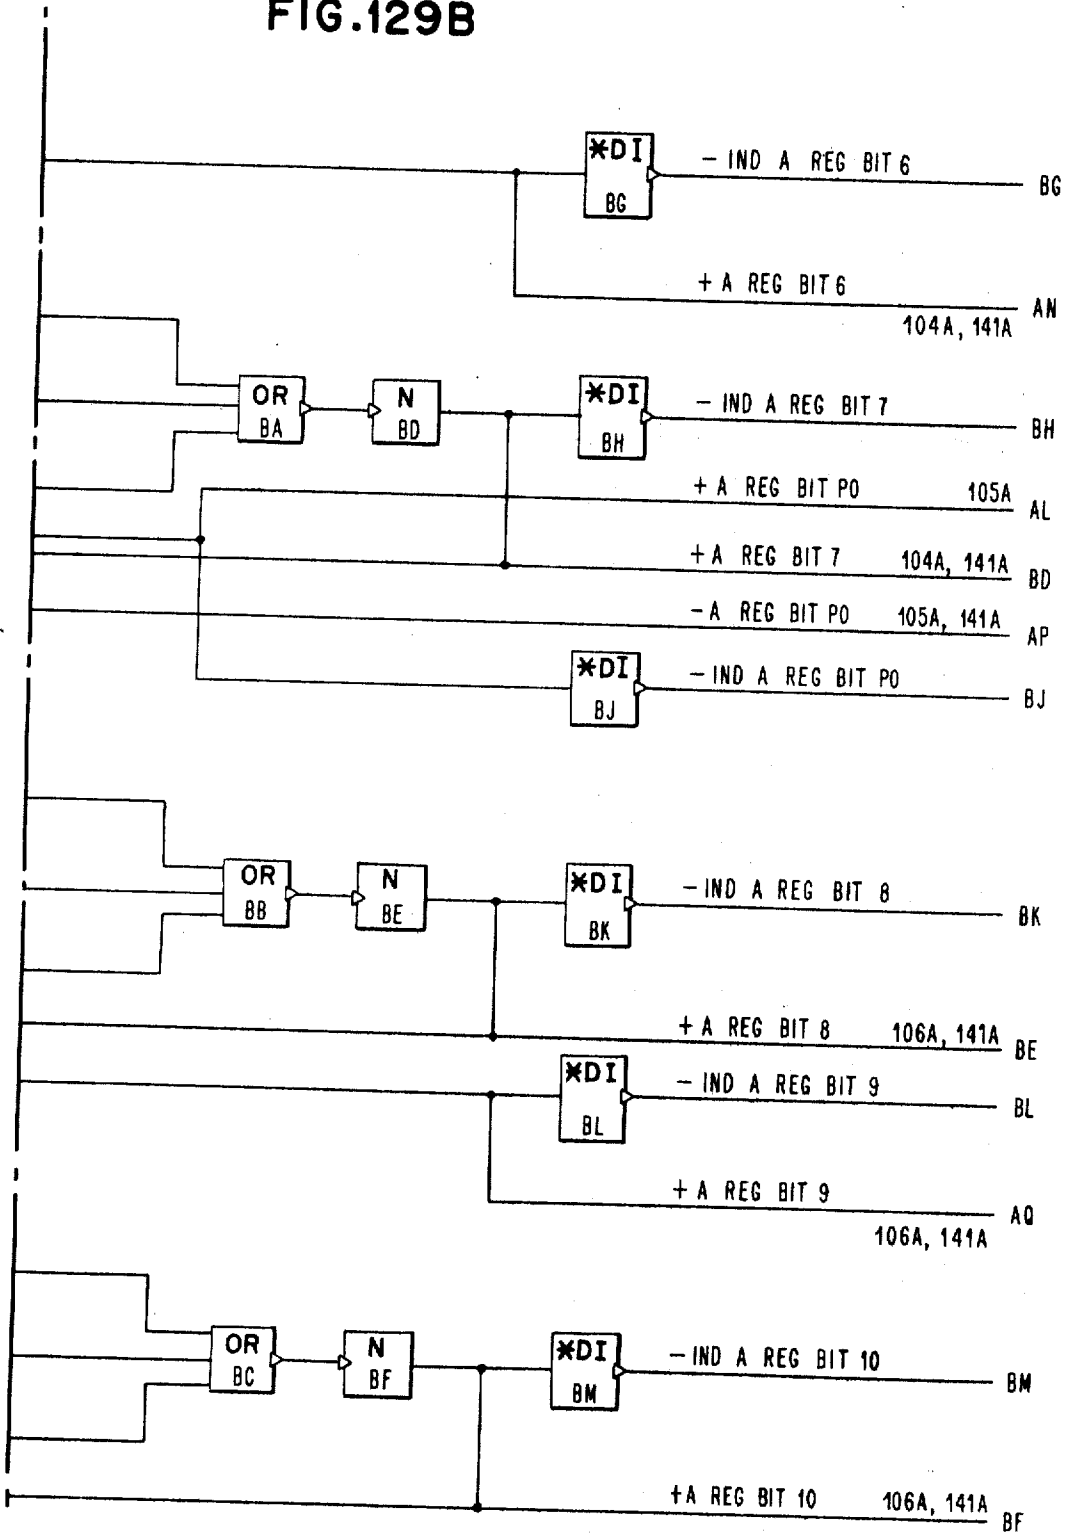 FIG.129B
*DI
BG
- IND A REG BIT 6
BG
+ A REG BIT 6
AN
104A, 141A
OR
BA
N
BD
*DI
BH
- IND A REG BIT 7
BH
+ A REG BIT P0 105A
AL
+ A REG BIT 7 104A, 141A
BD
- A REG BIT P0 105A, 141A
AP
*DI
BJ
- IND A REG BIT P0
BJ
OR
BB
N
BE
*DI
BK
- IND A REG BIT 8
BK
+ A REG BIT 8 106A, 141A
BE
*DI
BL
- IND A REG BIT 9
BL
+ A REG BIT 9
AQ
106A, 141A
OR
BC
N
BF
*DI
BM
- IND A REG BIT 10
BM
+A REG BIT 10 106A, 141A
BF